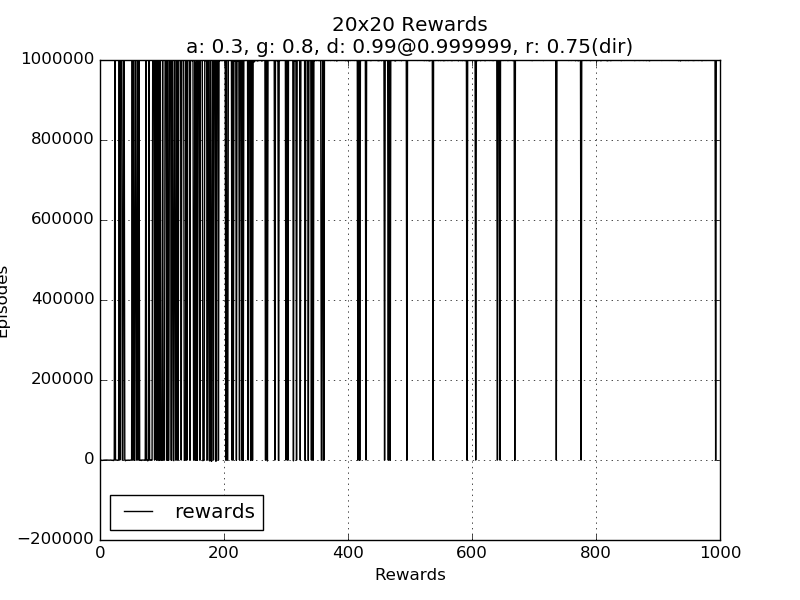 20x20 Rewards
a: 0.3, g: 0.8, d: 0.99@0.999999, r: 0.75(dir)
1000000
800000
600000
400000
200000
0
−200000
Episodes
rewards
0 200 400 600 800 1000
Rewards